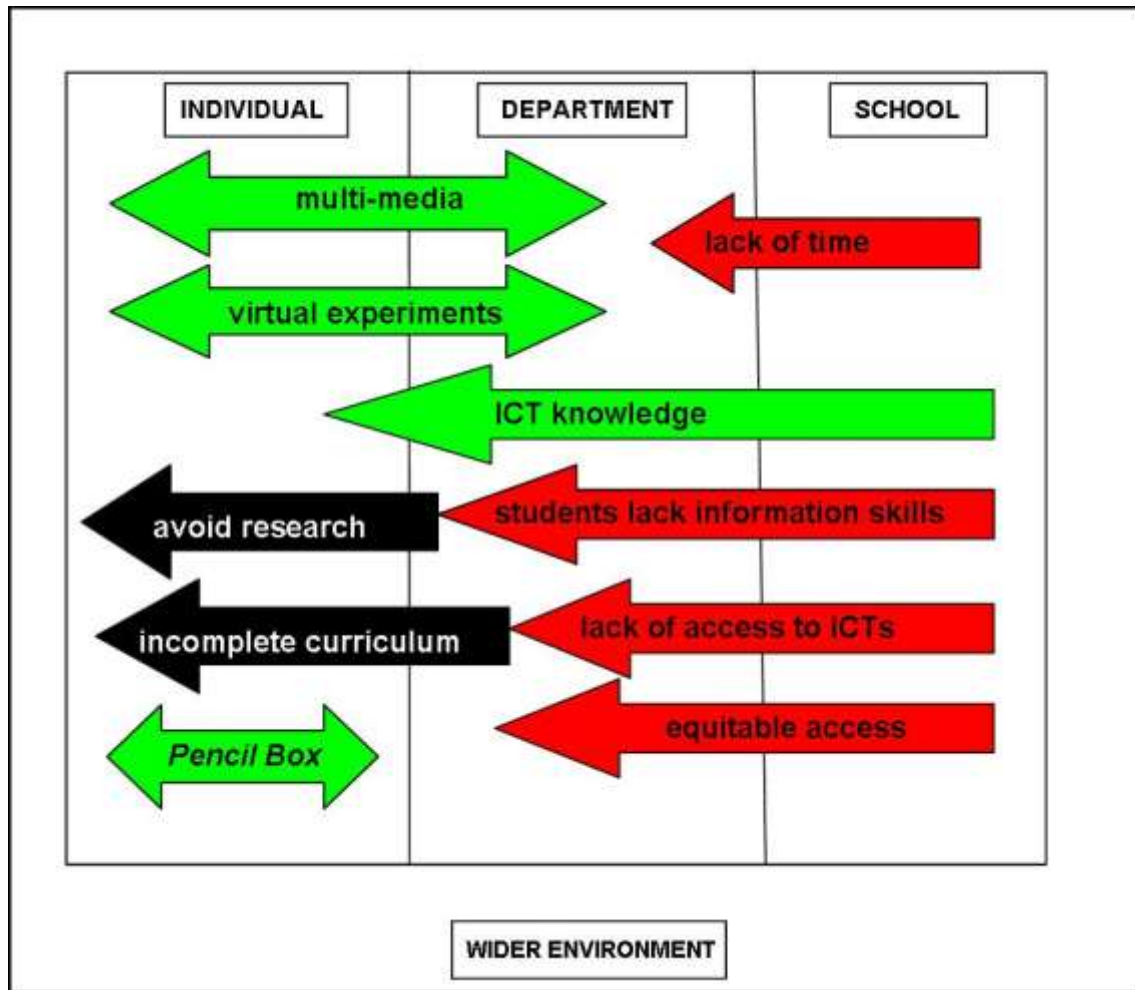 INDIVIDUAL
DEPARTMENT
SCHOOL
multi-media
lack of time
virtual experiments
ICT knowledge
avoid research
students lack information skills
incomplete curriculum
lack of access to ICTs
Pencil Box
equitable access
WIDER ENVIRONMENT